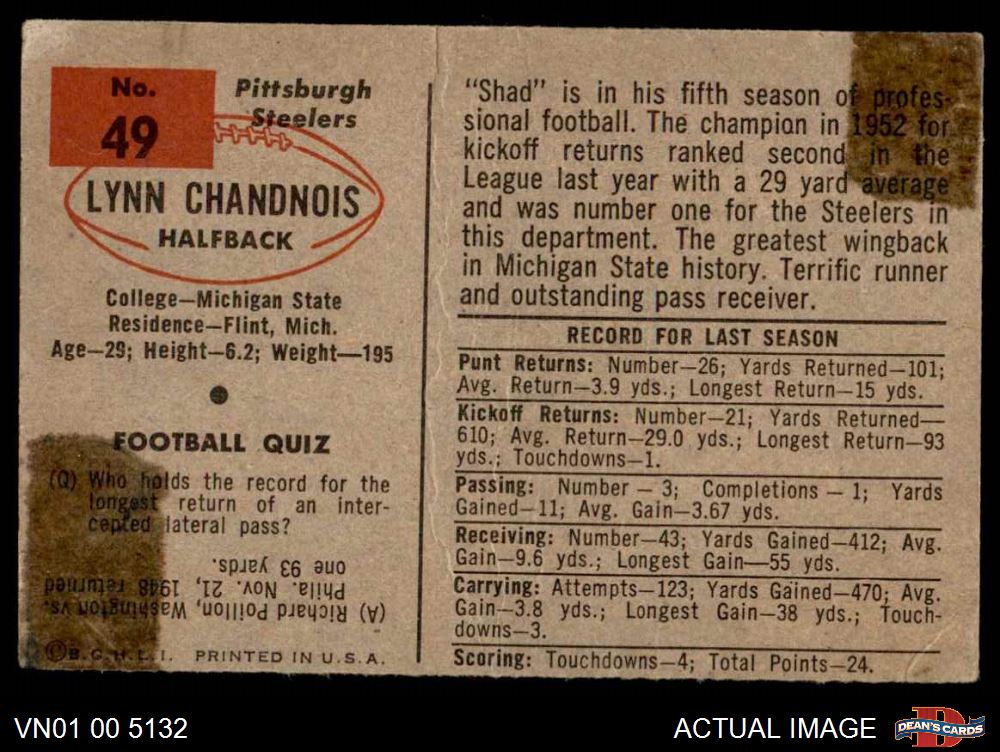 No.
49
Pittsburgh
Steelers
LYNN CHANDNOIS
HALFBACK
College—Michigan State
Residence—Flint, Mich.
Age—29; Height—6.2; Weight—195
FOOTBALL QUIZ
(Q) Who holds the record for the
longest return of an inter-
cepted lateral pass?
(A) Richard Poillion, Washington vs.
Phila. Nov. 21, 1948 returned
one 93 yards.
©B.G.H.L.I. PRINTED IN U.S.A.
"Shad" is in his fifth season of profes-
sional football. The champion in 1952 for
kickoff returns ranked second in the
League last year with a 29 yard average
and was number one for the Steelers in
this department. The greatest wingback
in Michigan State history. Terrific runner
and outstanding pass receiver.
RECORD FOR LAST SEASON
Punt Returns: Number—26; Yards Returned—101;
Avg. Return—3.9 yds.; Longest Return—15 yds.
Kickoff Returns: Number—21; Yards Returned—
610; Avg. Return—29.0 yds.; Longest Return—93
yds.; Touchdowns—1.
Passing: Number—3; Completions—1; Yards
Gained—11; Avg. Gain—3.67 yds.
Receiving: Number—43; Yards Gained—412; Avg.
Gain—9.6 yds.; Longest Gain—55 yds.
Carrying: Attempts—123; Yards Gained—470; Avg.
Gain—3.8 yds.; Longest Gain—38 yds.; Touch-
downs—3.
Scoring: Touchdowns—4; Total Points—24.
VN01 00 5132
ACTUAL IMAGE
D
DEAN'S CARDS